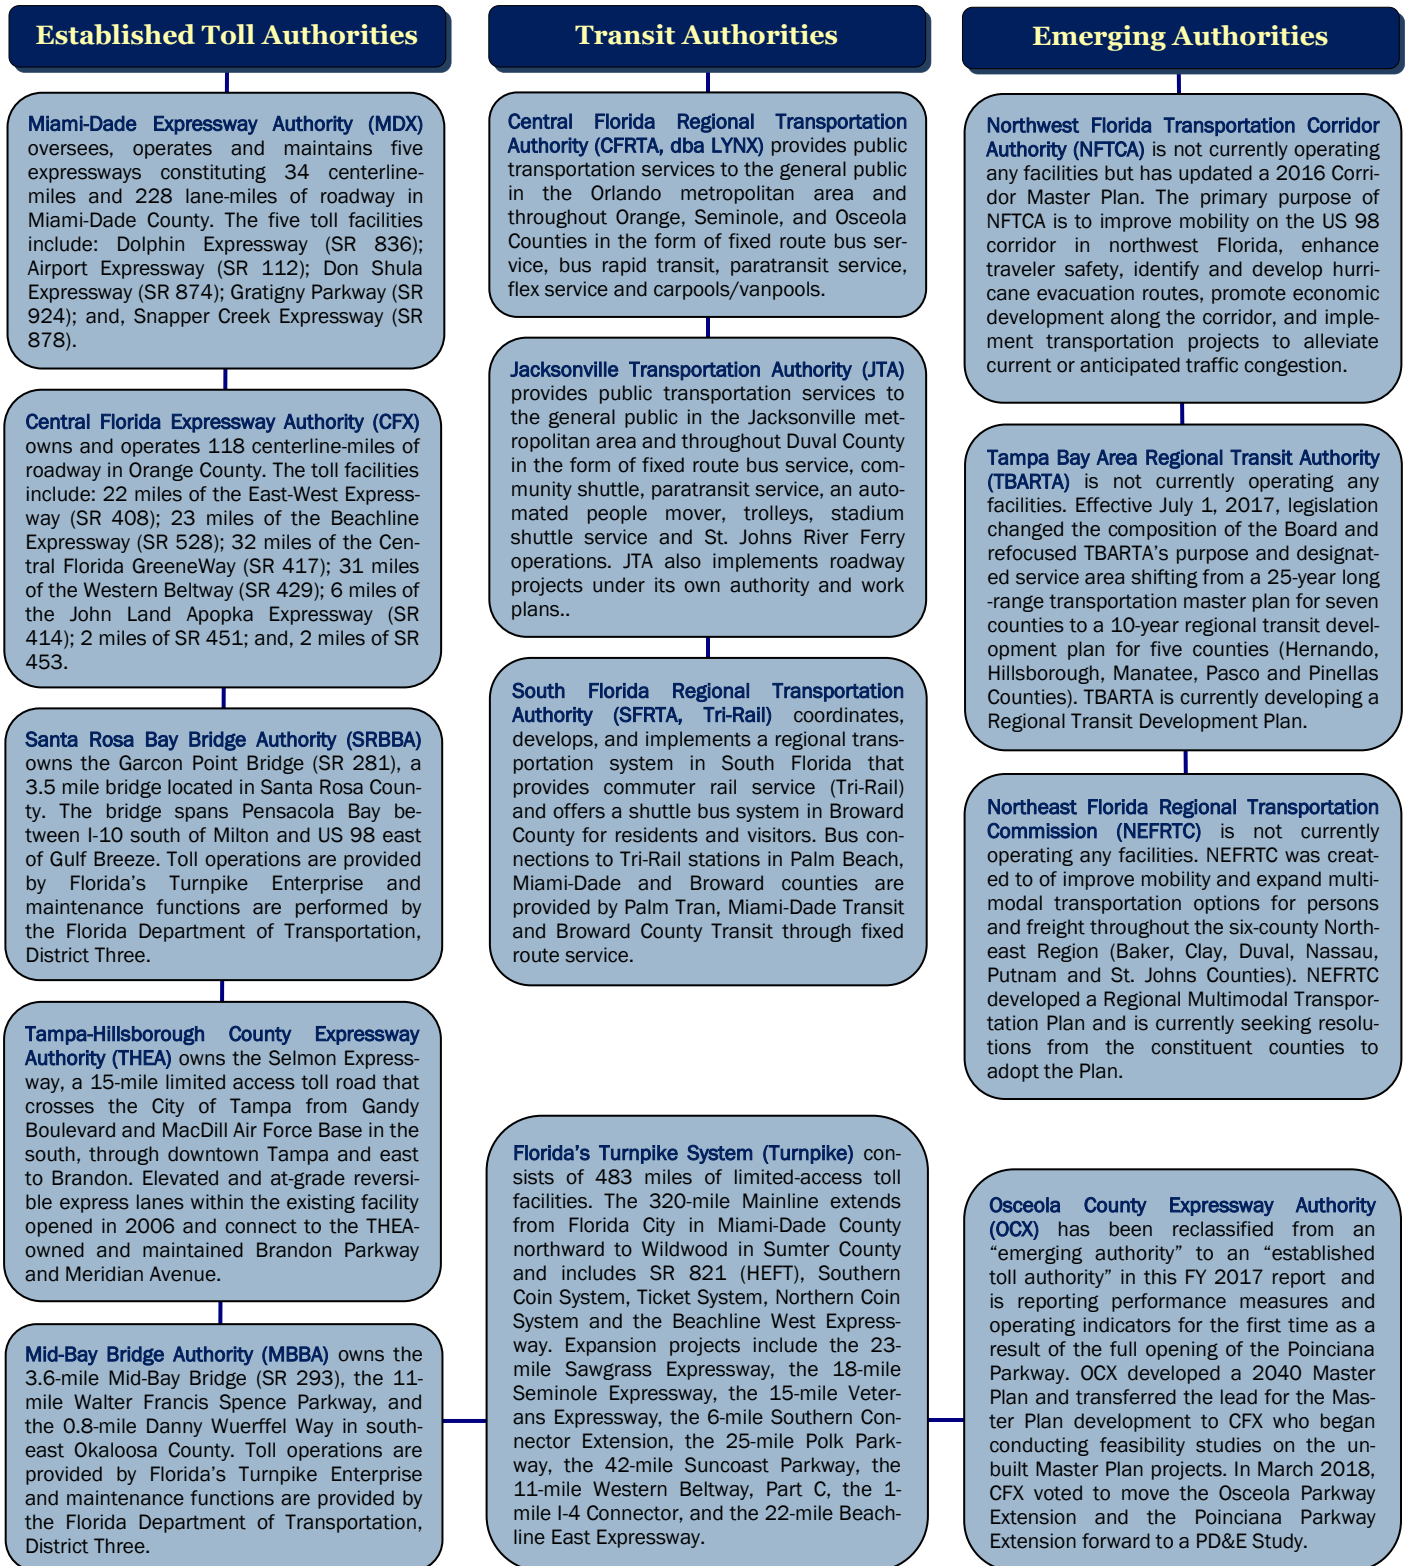 Established Toll Authorities
Miami-Dade Expressway Authority (MDX)
oversees, operates and maintains five
expressways constituting 34 centerline-
miles and 228 lane-miles of roadway in
Miami-Dade County. The five toll facilities
include: Dolphin Expressway (SR 836);
Airport Expressway (SR 112); Don Shula
Expressway (SR 874); Gratigny Parkway (SR
924); and, Snapper Creek Expressway (SR
878).
Central Florida Expressway Authority (CFX)
owns and operates 118 centerline-miles of
roadway in Orange County. The toll facilities
include: 22 miles of the East-West Express-
way (SR 408); 23 miles of the Beachline
Expressway (SR 528); 32 miles of the Cen-
tral Florida GreeneWay (SR 417); 31 miles
of the Western Beltway (SR 429); 6 miles of
the John Land Apopka Expressway (SR
414); 2 miles of SR 451; and, 2 miles of SR
453.
Santa Rosa Bay Bridge Authority (SRBBA)
owns the Garcon Point Bridge (SR 281), a
3.5 mile bridge located in Santa Rosa Coun-
ty. The bridge spans Pensacola Bay be-
tween I-10 south of Milton and US 98 east
of Gulf Breeze. Toll operations are provided
by Florida's Turnpike Enterprise and
maintenance functions are performed by
the Florida Department of Transportation,
District Three.
Tampa-Hillsborough County Expressway
Authority (THEA) owns the Selmon Express-
way, a 15-mile limited access toll road that
crosses the City of Tampa from Gandy
Boulevard and MacDill Air Force Base in the
south, through downtown Tampa and east
to Brandon. Elevated and at-grade reversi-
ble express lanes within the existing facility
opened in 2006 and connect to the THEA-
owned and maintained Brandon Parkway
and Meridian Avenue.
Mid-Bay Bridge Authority (MBBA) owns the
3.6-mile Mid-Bay Bridge (SR 293), the 11-
mile Walter Francis Spence Parkway, and
the 0.8-mile Danny Wuerffel Way in south-
east Okaloosa County. Toll operations are
provided by Florida's Turnpike Enterprise
and maintenance functions are provided by
the Florida Department of Transportation,
District Three.
Transit Authorities
Central Florida Regional Transportation
Authority (CFRTA, dba LYNX) provides public
transportation services to the general public
in the Orlando metropolitan area and
throughout Orange, Seminole, and Osceola
Counties in the form of fixed route bus ser-
vice, bus rapid transit, paratransit service,
flex service and carpools/vanpools.
Jacksonville Transportation Authority (JTA)
provides public transportation services to
the general public in the Jacksonville met-
ropolitan area and throughout Duval County
in the form of fixed route bus service, com-
munity shuttle, paratransit service, an auto-
mated people mover, trolleys, stadium
shuttle service and St. Johns River Ferry
operations. JTA also implements roadway
projects under its own authority and work
plans..
South Florida Regional Transportation
Authority (SFRTA, Tri-Rail) coordinates,
develops, and implements a regional trans-
portation system in South Florida that
provides commuter rail service (Tri-Rail)
and offers a shuttle bus system in Broward
County for residents and visitors. Bus con-
nections to Tri-Rail stations in Palm Beach,
Miami-Dade and Broward counties are
provided by Palm Tran, Miami-Dade Transit
and Broward County Transit through fixed
route service.
Florida's Turnpike System (Turnpike) con-
sists of 483 miles of limited-access toll
facilities. The 320-mile Mainline extends
from Florida City in Miami-Dade County
northward to Wildwood in Sumter County
and includes SR 821 (HEFT), Southern
Coin System, Ticket System, Northern Coin
System and the Beachline West Express-
way. Expansion projects include the 23-
mile Sawgrass Expressway, the 18-mile
Seminole Expressway, the 15-mile Veter-
ans Expressway, the 6-mile Southern Con-
nector Extension, the 25-mile Polk Park-
way, the 42-mile Suncoast Parkway, the
11-mile Western Beltway, Part C, the 1-
mile I-4 Connector, and the 22-mile Beach-
line East Expressway.
Emerging Authorities
Northwest Florida Transportation Corridor
Authority (NFTCA) is not currently operating
any facilities but has updated a 2016 Corri-
dor Master Plan. The primary purpose of
NFTCA is to improve mobility on the US 98
corridor in northwest Florida, enhance
traveler safety, identify and develop hurri-
cane evacuation routes, promote economic
development along the corridor, and imple-
ment transportation projects to alleviate
current or anticipated traffic congestion.
Tampa Bay Area Regional Transit Authority
(TBARTA) is not currently operating any
facilities. Effective July 1, 2017, legislation
changed the composition of the Board and
refocused TBARTA's purpose and designat-
ed service area shifting from a 25-year long
-range transportation master plan for seven
counties to a 10-year regional transit devel-
opment plan for five counties (Hernando,
Hillsborough, Manatee, Pasco and Pinellas
Counties). TBARTA is currently developing a
Regional Transit Development Plan.
Northeast Florida Regional Transportation
Commission (NEFRTC) is not currently
operating any facilities. NEFRTC was creat-
ed to of improve mobility and expand multi-
modal transportation options for persons
and freight throughout the six-county North-
east Region (Baker, Clay, Duval, Nassau,
Putnam and St. Johns Counties). NEFRTC
developed a Regional Multimodal Transpor-
tation Plan and is currently seeking resolu-
tions from the constituent counties to
adopt the Plan.
Osceola County Expressway Authority
(OCX) has been reclassified from an
“emerging authority” to an “established
toll authority” in this FY 2017 report and
is reporting performance measures and
operating indicators for the first time as a
result of the full opening of the Poinciana
Parkway. OCX developed a 2040 Master
Plan and transferred the lead for the Mas-
ter Plan development to CFX who began
conducting feasibility studies on the un-
built Master Plan projects. In March 2018,
CFX voted to move the Osceola Parkway
Extension and the Poinciana Parkway
Extension forward to a PD&E Study.